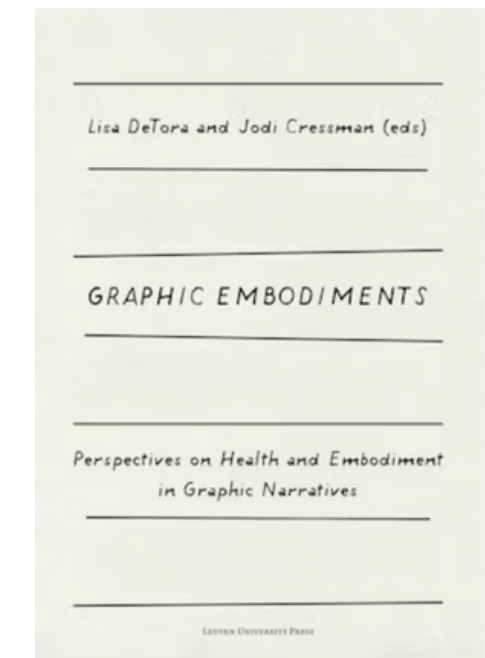 Lisa DeTora and Jodi Cressman (eds)
GRAPHIC EMBODIMENTS
Perspectives on Health and Embodiment
in Graphic Narratives
LEUVEN UNIVERSITY PRESS